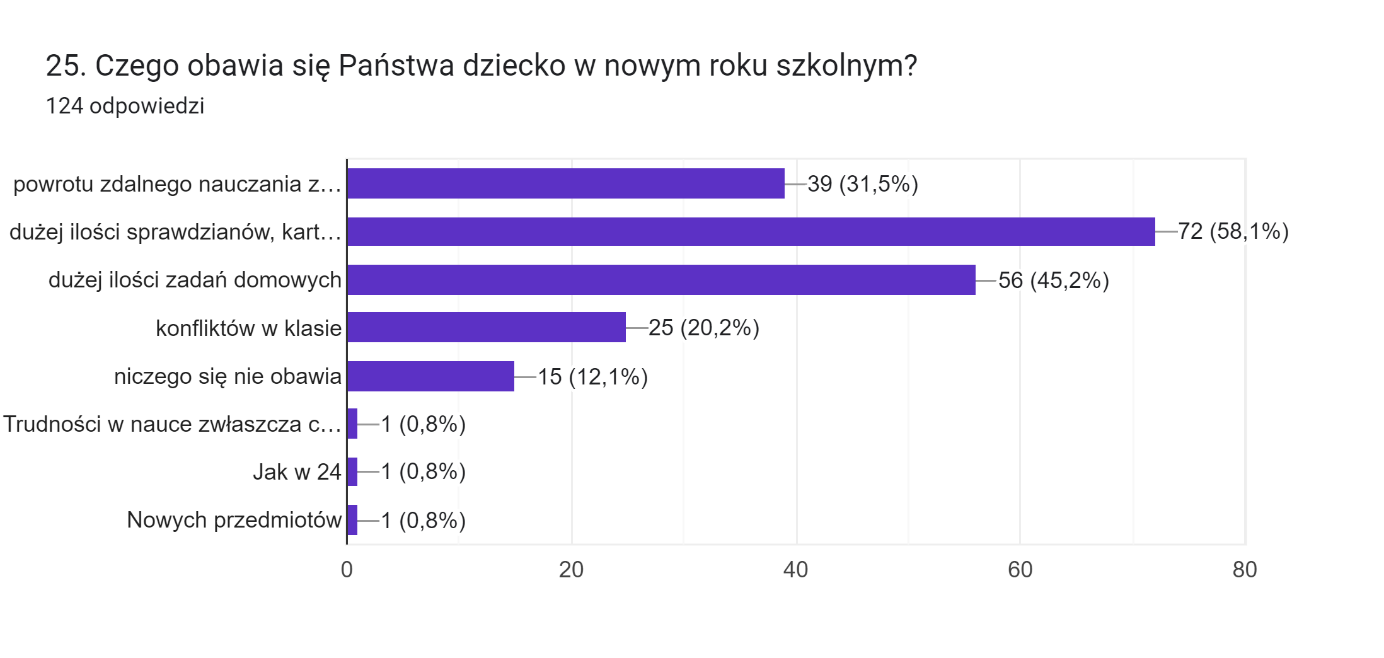 25. Czego obawia się Państwa dziecko w nowym roku szkolnym?
124 odpowiedzi
powrotu zdalnego nauczania z… 39 (31,5%)
dużej ilości sprawdzianów, kart… 72 (58,1%)
dużej ilości zadań domowych 56 (45,2%)
konfliktów w klasie 25 (20,2%)
niczego się nie obawia 15 (12,1%)
Trudności w nauce zwłaszcza c… 1 (0,8%)
Jak w 24 1 (0,8%)
Nowych przedmiotów 1 (0,8%)
0 20 40 60 80